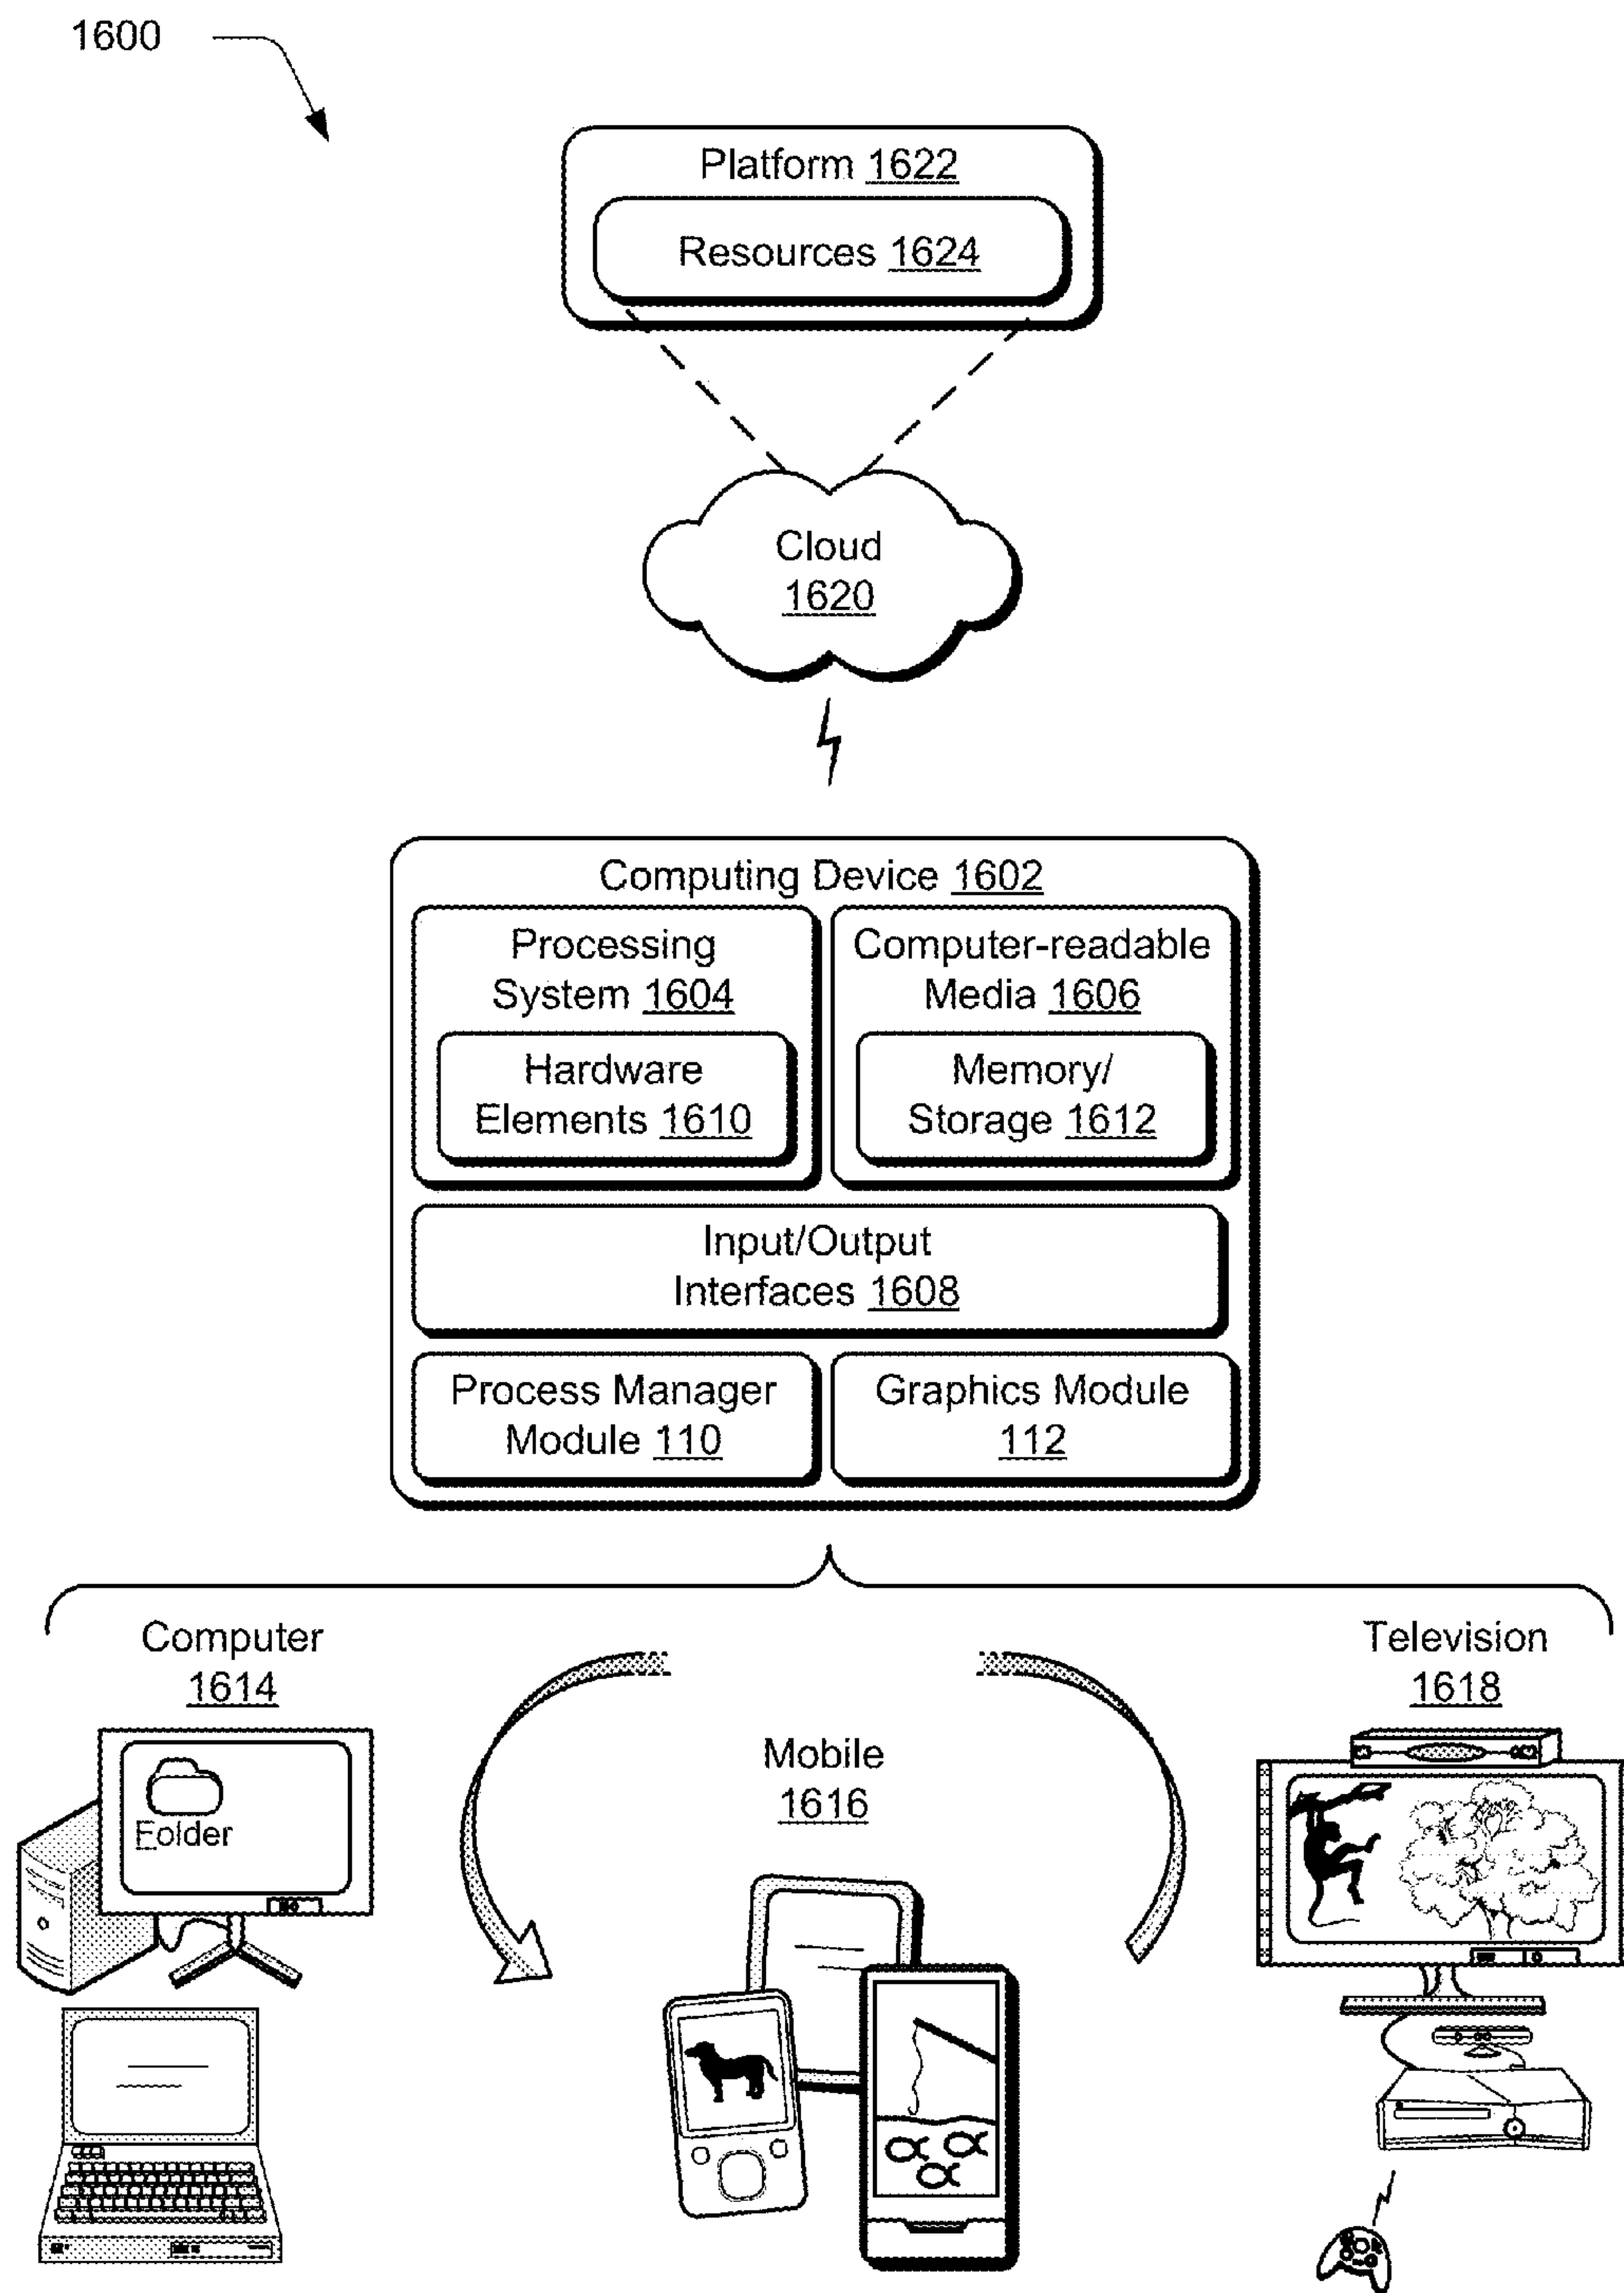 1600
Platform 1622
Resources 1624
Cloud
1620
Computing Device 1602
Processing
System 1604
Hardware
Elements 1610
Computer-readable
Media 1606
Memory/
Storage 1612
Input/Output
Interfaces 1608
Process Manager
Module 110
Graphics Module
112
Computer
1614
Folder
Mobile
1616
Television
1618